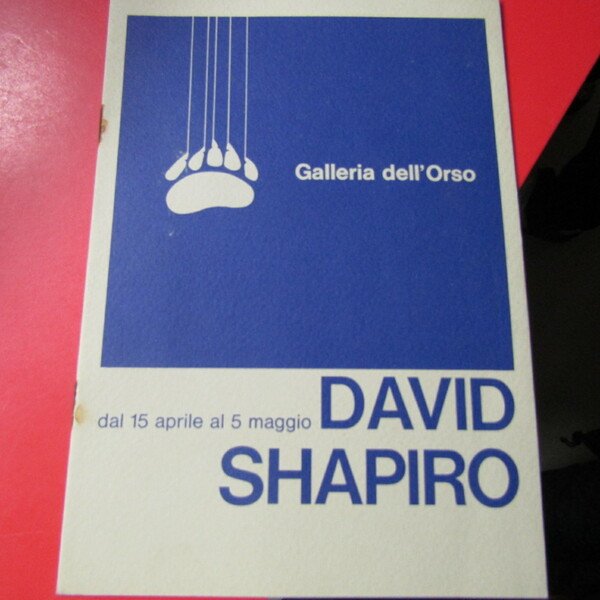 Galleria dell'Orso
dal 15 aprile al 5 maggio DAVID
SHAPIRO